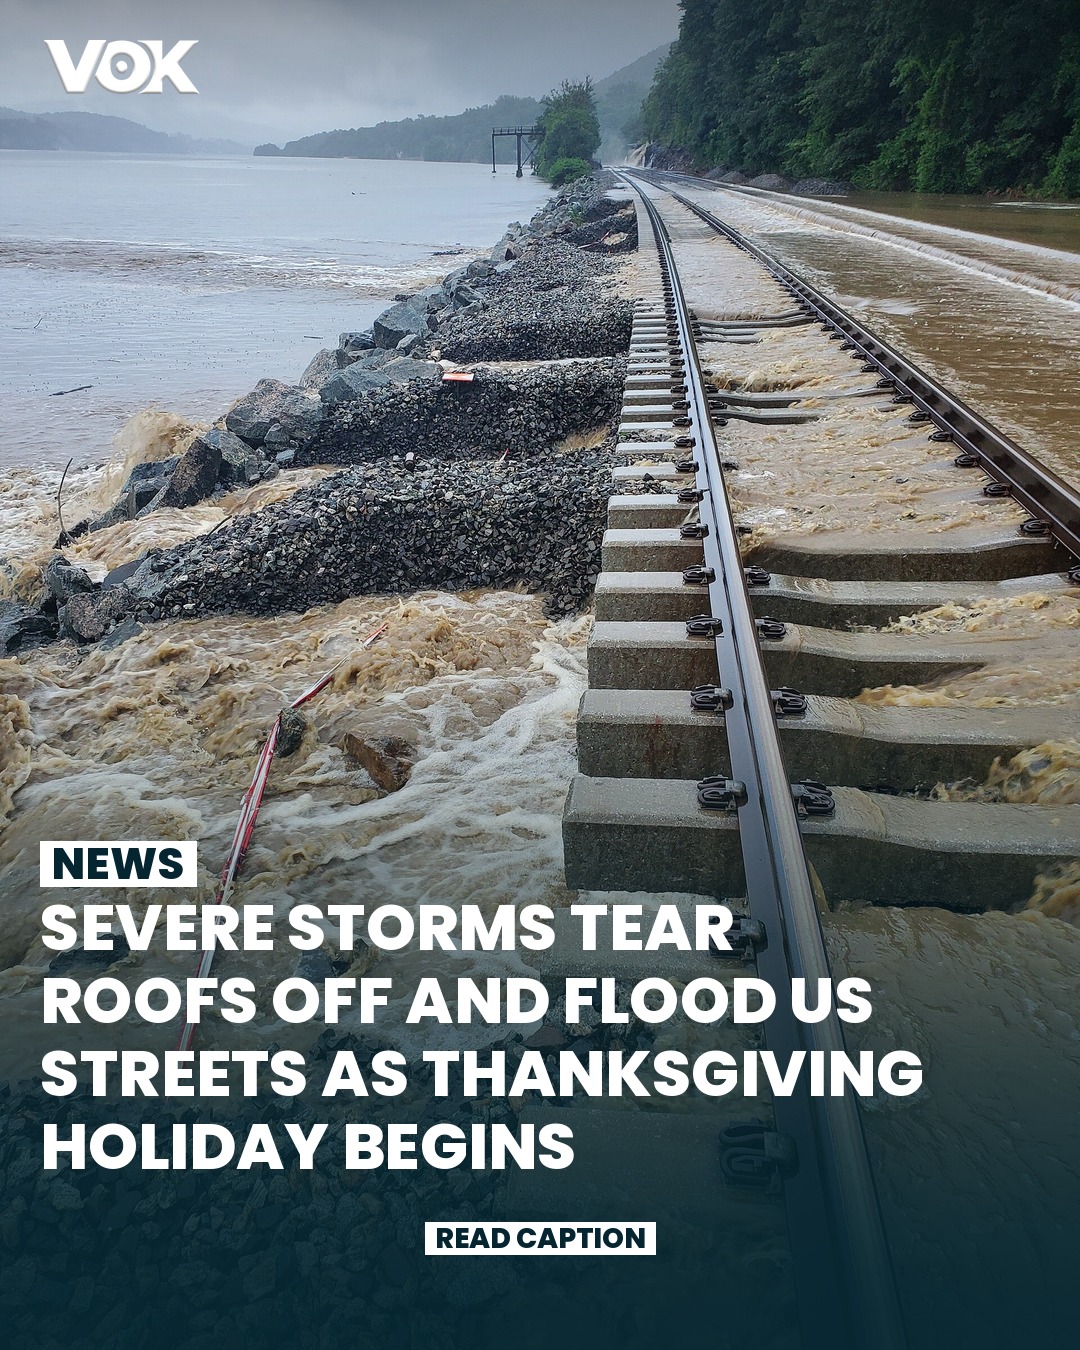 VOK
NEWS
SEVERE STORMS TEAR
ROOFS OFF AND FLOOD US
STREETS AS THANKSGIVING
HOLIDAY BEGINS
READ CAPTION